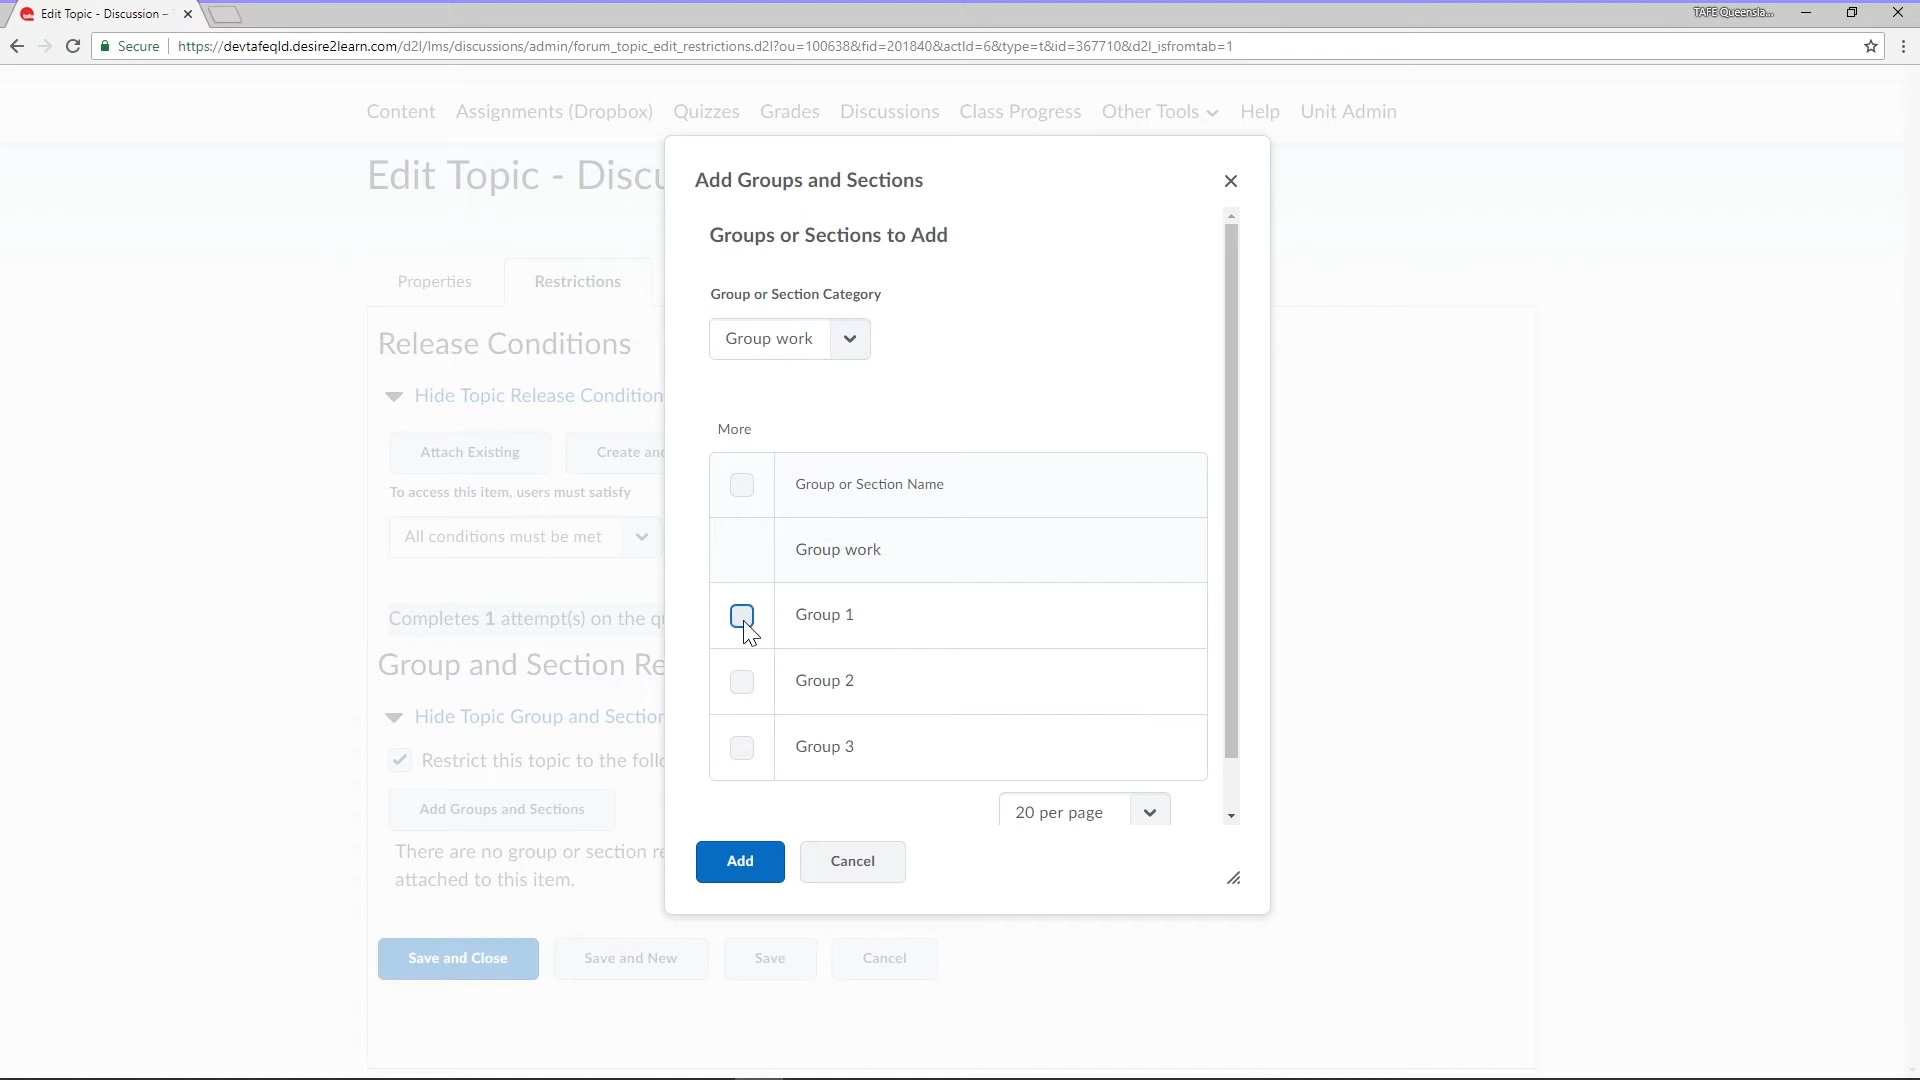 Edit Topic - Discussion –
TAFE Queensla...
Secure
https://devtafeqld.desire2learn.com/d2l/lms/discussions/admin/forum_topic_edit_restrictions.d2l?ou=100638&fid=201840&actId=6&type=t&id=367710&d2l_isfromtab=1
Content Assignments (Dropbox) Quizzes Grades Discussions Class Progress Other Tools Help Unit Admin
Edit Topic - Discu
Properties Restrictions
Release Conditions
Hide Topic Release Condition
Attach Existing Create and
To access this item, users must satisfy
All conditions must be met
Completes 1 attempt(s) on the qu
Group and Section Re
Hide Topic Group and Section
Restrict this topic to the follo
Add Groups and Sections
There are no group or section re
attached to this item.
Save and Close Save and New Save Cancel
Add Groups and Sections
Groups or Sections to Add
Group or Section Category
Group work
More
Group or Section Name
Group work
Group 1
Group 2
Group 3
20 per page
Add Cancel